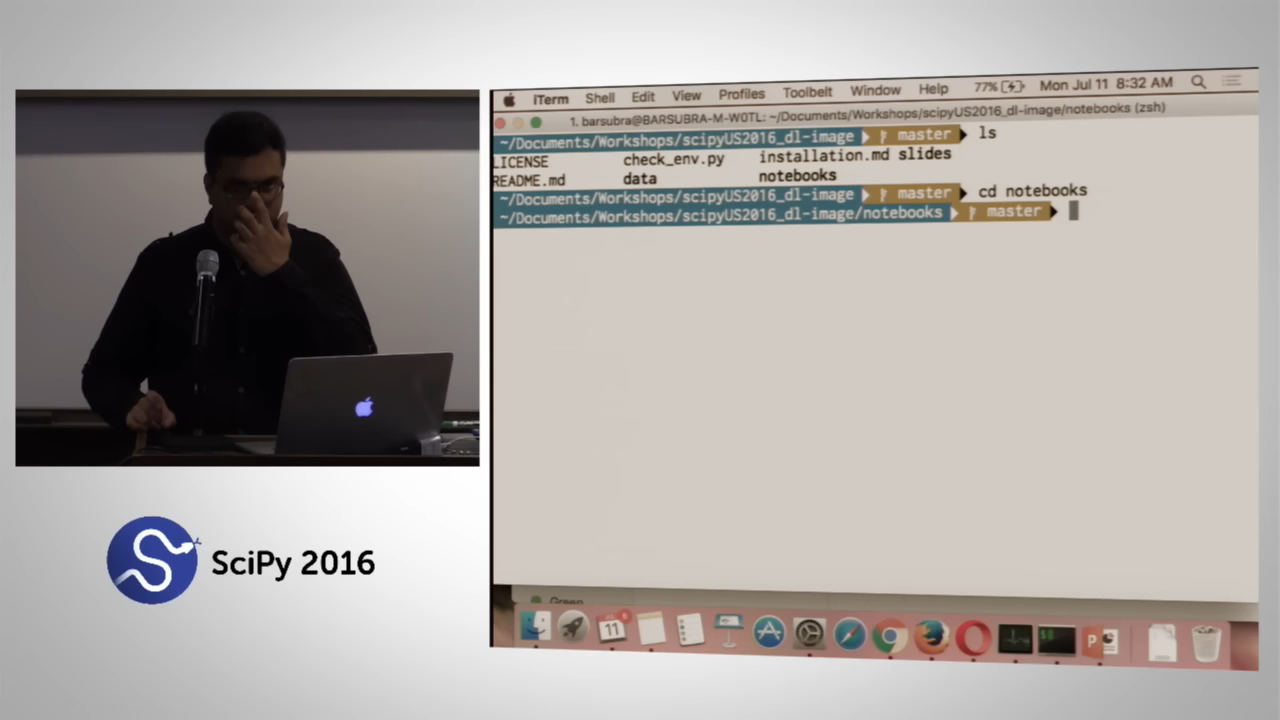 iTerm Shell Edit View Profiles Toolbelt Window Help 77% Mon Jul 11 8:32 AM
1. barsubra@BARSUBRA-M-W0TL: ~/Documents/Workshops/scipyUS2016_dl-image/notebooks (zsh)
~/Documents/Workshops/scipyUS2016_dl-image master ls
LICENSE check_env.py installation.md slides
README.md data notebooks
~/Documents/Workshops/scipyUS2016_dl-image master cd notebooks
~/Documents/Workshops/scipyUS2016_dl-image/notebooks master
SciPy 2016
Green
11